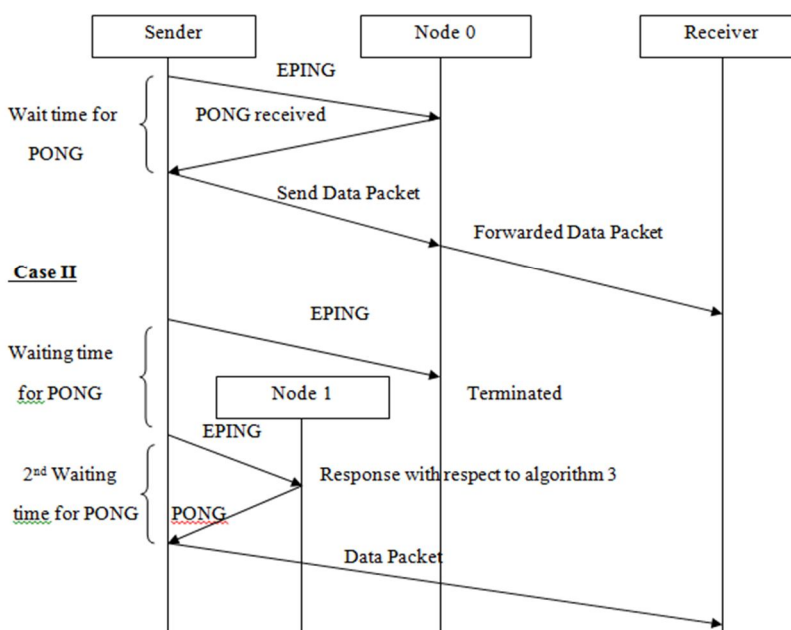 Sender
Node 0
Receiver
EPING
Wait time for
PONG
PONG received
Send Data Packet
Forwarded Data Packet
Case II
EPING
Waiting time
for PONG
Node 1
Terminated
EPING
2nd Waiting
time for PONG
Response with respect to algorithm 3
PONG
Data Packet